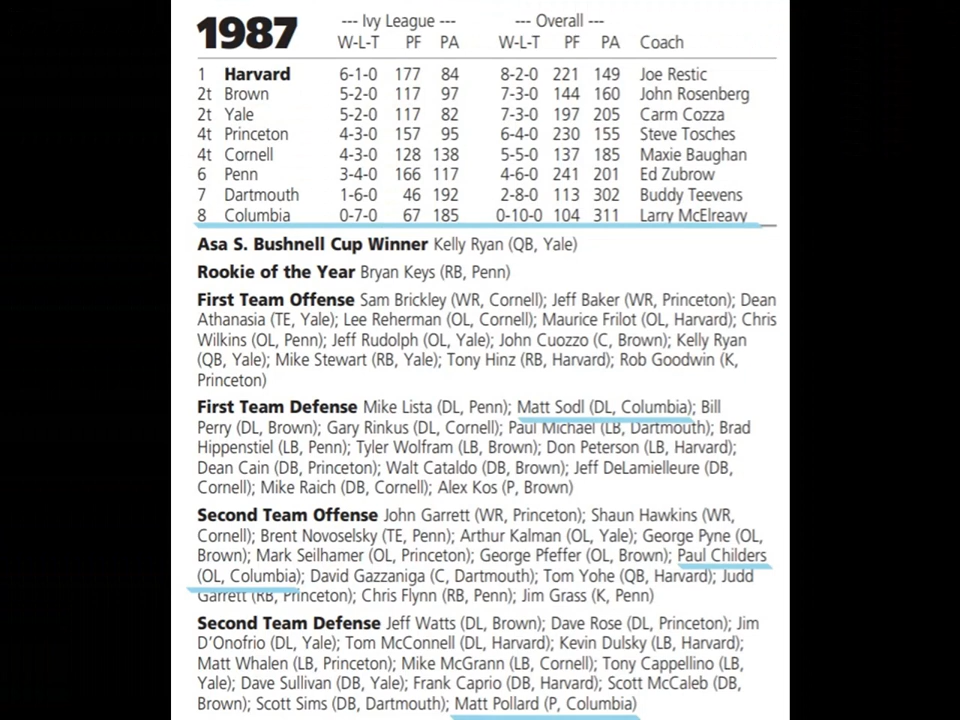 1987 --- Ivy League --- --- Overall ---
W-L-T PF PA W-L-T PF PA Coach
1 Harvard 6-1-0 177 84 8-2-0 221 149 Joe Restic
2t Brown 5-2-0 117 97 7-3-0 144 160 John Rosenberg
2t Yale 5-2-0 117 82 7-3-0 197 205 Carm Cozza
4t Princeton 4-3-0 157 95 6-4-0 230 155 Steve Tosches
4t Cornell 4-3-0 128 138 5-5-0 137 185 Maxie Baughan
6 Penn 3-4-0 166 117 4-6-0 241 201 Ed Zubrow
7 Dartmouth 1-6-0 46 192 2-8-0 113 302 Buddy Teevens
8 Columbia 0-7-0 67 185 0-10-0 104 311 Larry McElreavy
Asa S. Bushnell Cup Winner Kelly Ryan (QB, Yale)
Rookie of the Year Bryan Keys (RB, Penn)
First Team Offense Sam Brickley (WR, Cornell); Jeff Baker (WR, Princeton); Dean
Athanasia (TE, Yale); Lee Reherman (OL, Cornell); Maurice Frilot (OL, Harvard); Chris
Wilkins (OL, Penn); Jeff Rudolph (OL, Yale); John Cuozzo (C, Brown); Kelly Ryan
(QB, Yale); Mike Stewart (RB, Yale); Tony Hinz (RB, Harvard); Rob Goodwin (K,
Princeton)
First Team Defense Mike Lista (DL, Penn); Matt Sodl (DL, Columbia); Bill
Perry (DL, Brown); Gary Rinkus (DL, Cornell); Paul Michael (LB, Dartmouth); Brad
Hippenstiel (LB, Penn); Tyler Wolfram (LB, Brown); Don Peterson (LB, Harvard);
Dean Cain (DB, Princeton); Walt Cataldo (DB, Brown); Jeff DeLamielleure (DB,
Cornell); Mike Raich (DB, Cornell); Alex Kos (P, Brown)
Second Team Offense John Garrett (WR, Princeton); Shaun Hawkins (WR,
Cornell); Brent Novoselsky (TE, Penn); Arthur Kalman (OL, Yale); George Pyne (OL,
Brown); Mark Seilhamer (OL, Princeton); George Pfeffer (OL, Brown); Paul Childers
(OL, Columbia); David Gazzaniga (C, Dartmouth); Tom Yohe (QB, Harvard); Judd
Garrett (RB, Princeton); Chris Flynn (RB, Penn); Jim Grass (K, Penn)
Second Team Defense Jeff Watts (DL, Brown); Dave Rose (DL, Princeton); Jim
D'Onofrio (DL, Yale); Tom McConnell (DL, Harvard); Kevin Dulsky (LB, Harvard);
Matt Whalen (LB, Princeton); Mike McGrann (LB, Cornell); Tony Cappellino (LB,
Yale); Dave Sullivan (DB, Yale); Frank Caprio (DB, Harvard); Scott McCaleb (DB,
Brown); Scott Sims (DB, Dartmouth); Matt Pollard (P, Columbia)